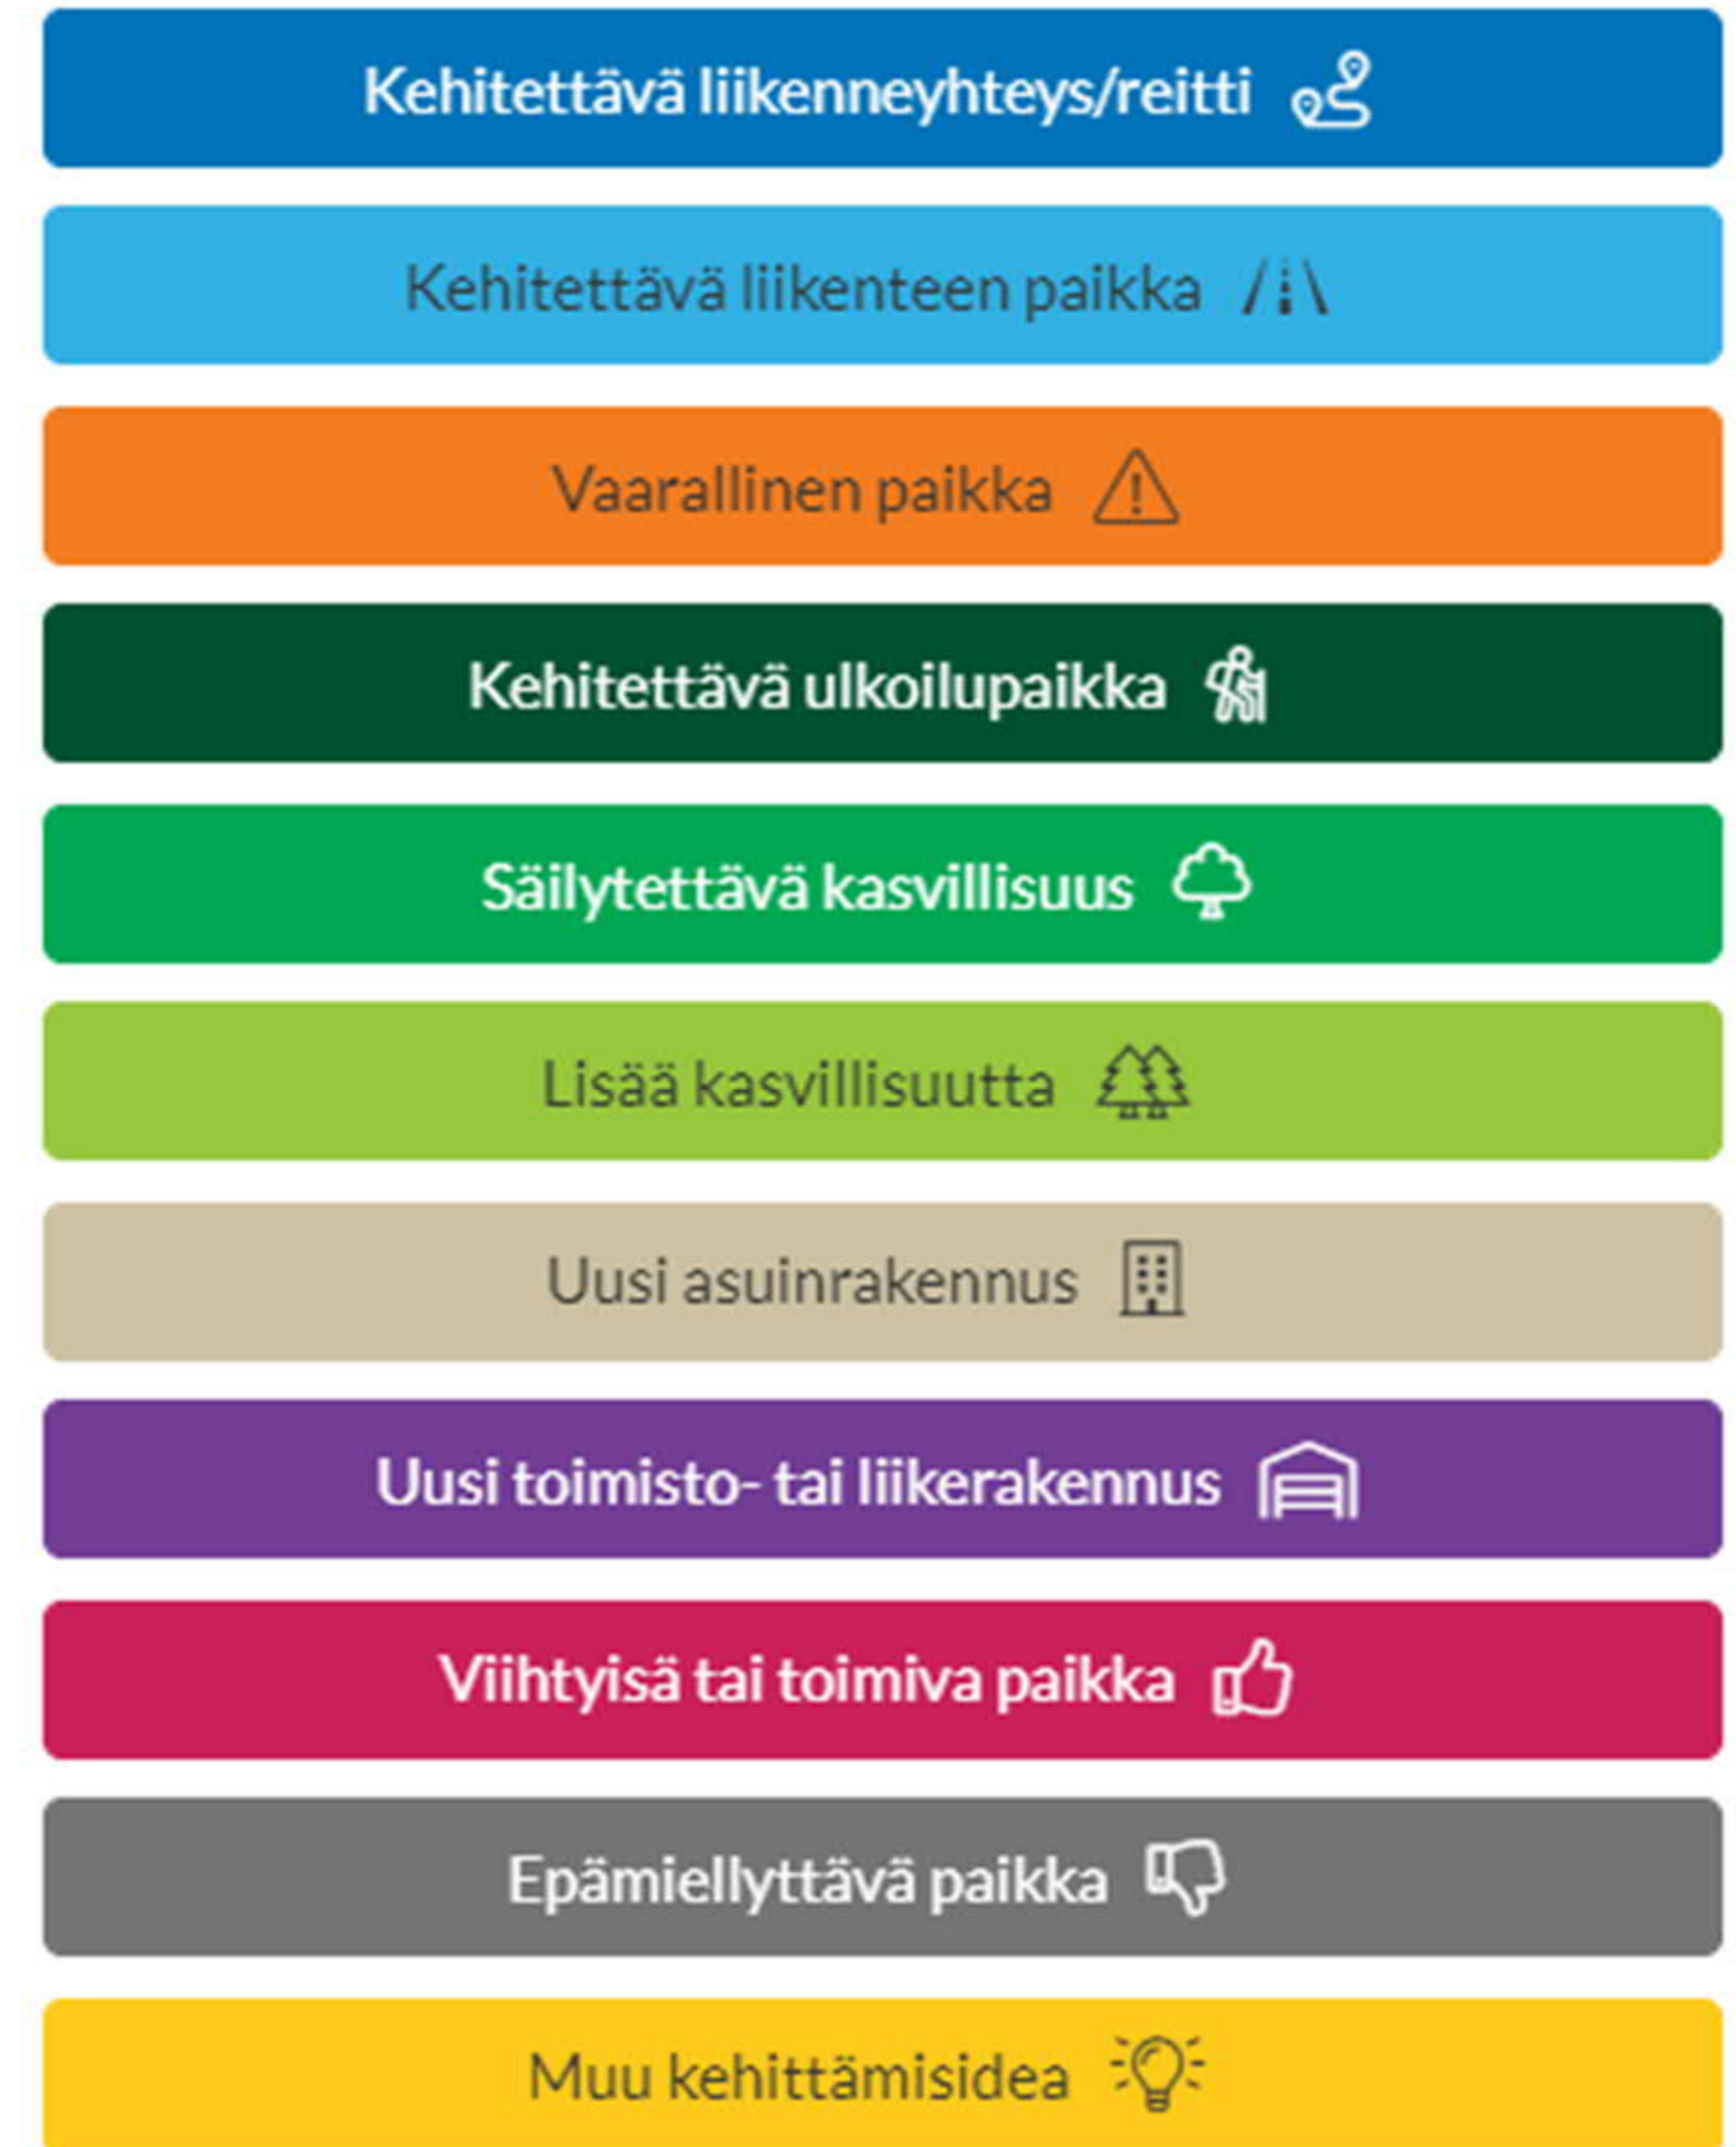 Kehitettävä liikenneyhteys/reitti
Kehitettävä liikenteen paikka
Vaarallinen paikka
Kehitettävä ulkoilupaikka
Säilytettävä kasvillisuus
Lisää kasvillisuutta
Uusi asuinrakennus
Uusi toimisto- tai liikerakennus
Viihtyisä tai toimiva paikka
Epämiellyttävä paikka
Muu kehittämisidea